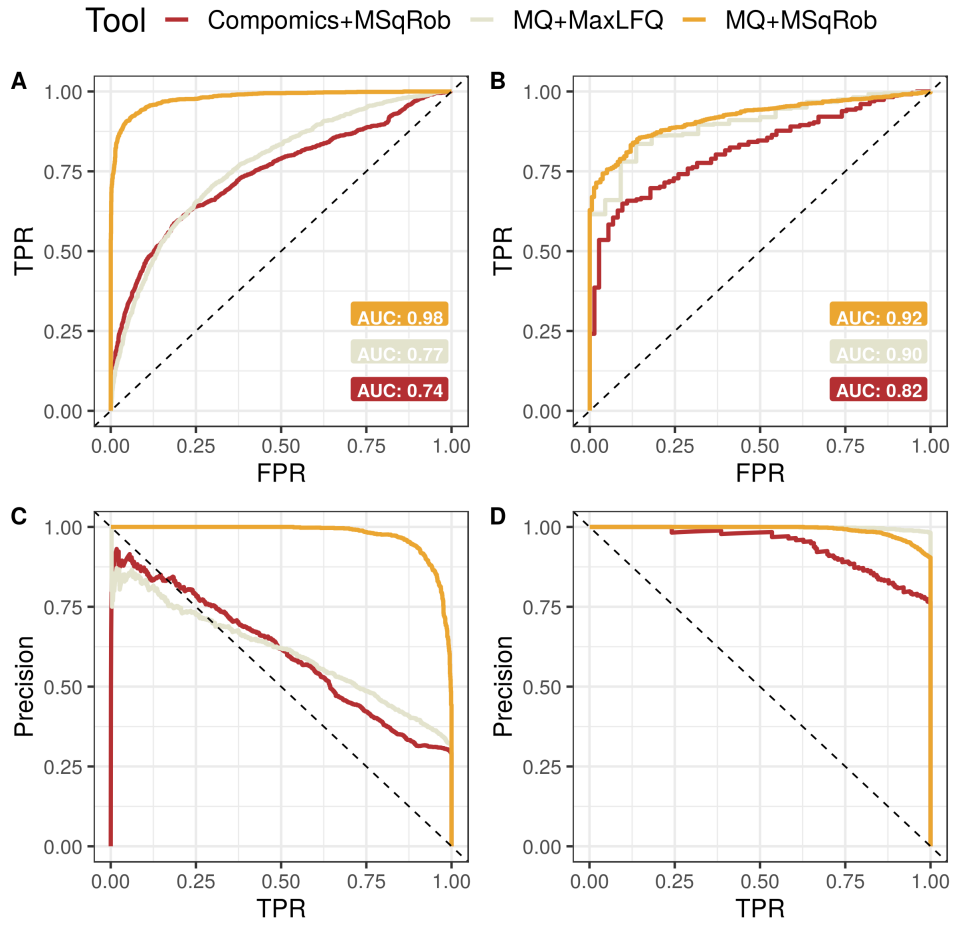 Tool Compomics+MSqRob MQ+MaxLFQ MQ+MSqRob
A
1.00
0.75
0.50
0.25
0.00
TPR
AUC: 0.98
AUC: 0.77
AUC: 0.74
0.00 0.25 0.50 0.75 1.00
FPR
B
1.00
0.75
0.50
0.25
0.00
TPR
AUC: 0.92
AUC: 0.90
AUC: 0.82
0.00 0.25 0.50 0.75 1.00
FPR
C
1.00
0.75
0.50
0.25
0.00
Precision
0.00 0.25 0.50 0.75 1.00
TPR
D
1.00
0.75
0.50
0.25
0.00
Precision
0.00 0.25 0.50 0.75 1.00
TPR